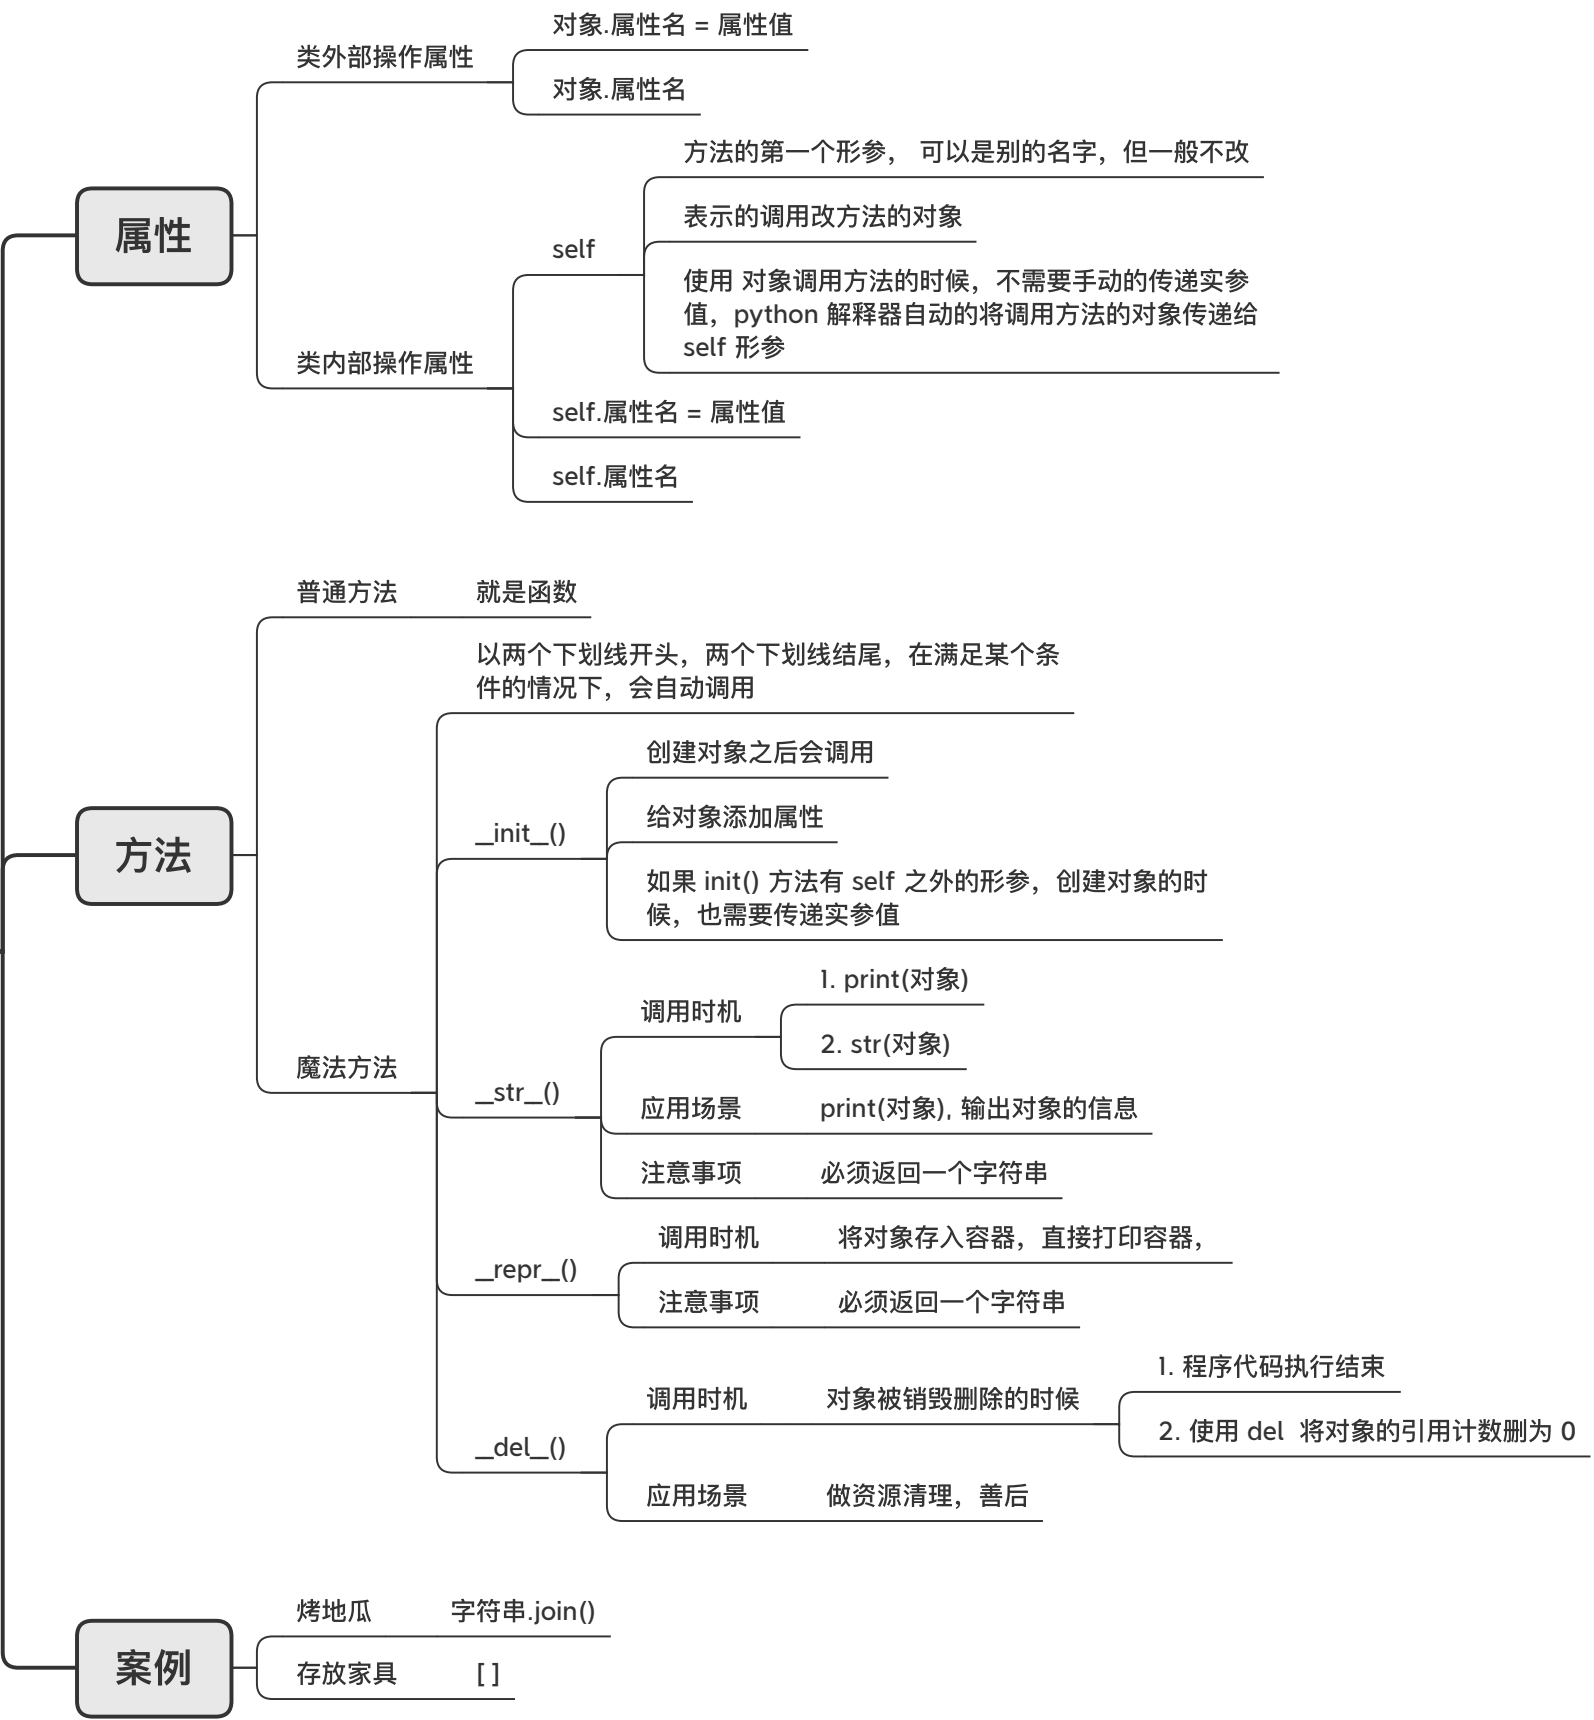 属性
类外部操作属性
对象.属性名 = 属性值
对象.属性名
类内部操作属性
self
方法的第一个形参， 可以是别的名字，但一般不改
表示的调用改方法的对象
使用 对象调用方法的时候，不需要手动的传递实参
值，python 解释器自动的将调用方法的对象传递给
self 形参
self.属性名 = 属性值
self.属性名
方法
普通方法
就是函数
魔法方法
以两个下划线开头，两个下划线结尾，在满足某个条
件的情况下，会自动调用
__init__()
创建对象之后会调用
给对象添加属性
如果 init() 方法有 self 之外的形参，创建对象的时
候，也需要传递实参值
__str__()
调用时机
1. print(对象)
2. str(对象)
应用场景
print(对象), 输出对象的信息
注意事项
必须返回一个字符串
__repr__()
调用时机
将对象存入容器，直接打印容器，
注意事项
必须返回一个字符串
__del__()
调用时机
对象被销毁删除的时候
1. 程序代码执行结束
2. 使用 del  将对象的引用计数删为 0
应用场景
做资源清理，善后
案例
烤地瓜
字符串.join()
存放家具
[ ]